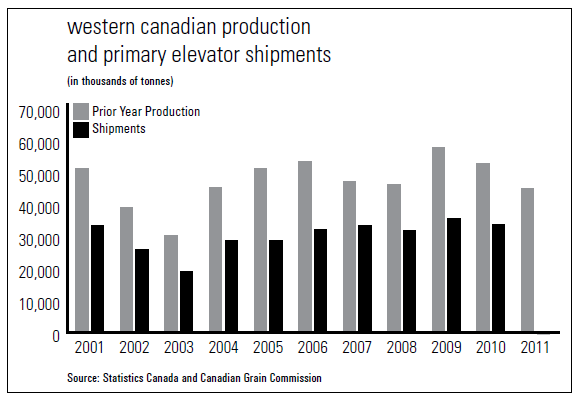 western canadian production
and primary elevator shipments
(in thousands of tonnes)
70,000
Prior Year Production
Shipments
60,000
50,000
40,000
30,000
20,000
10,000
0
2001 2002 2003 2004 2005 2006 2007 2008 2009 2010 2011
Source: Statistics Canada and Canadian Grain Commission